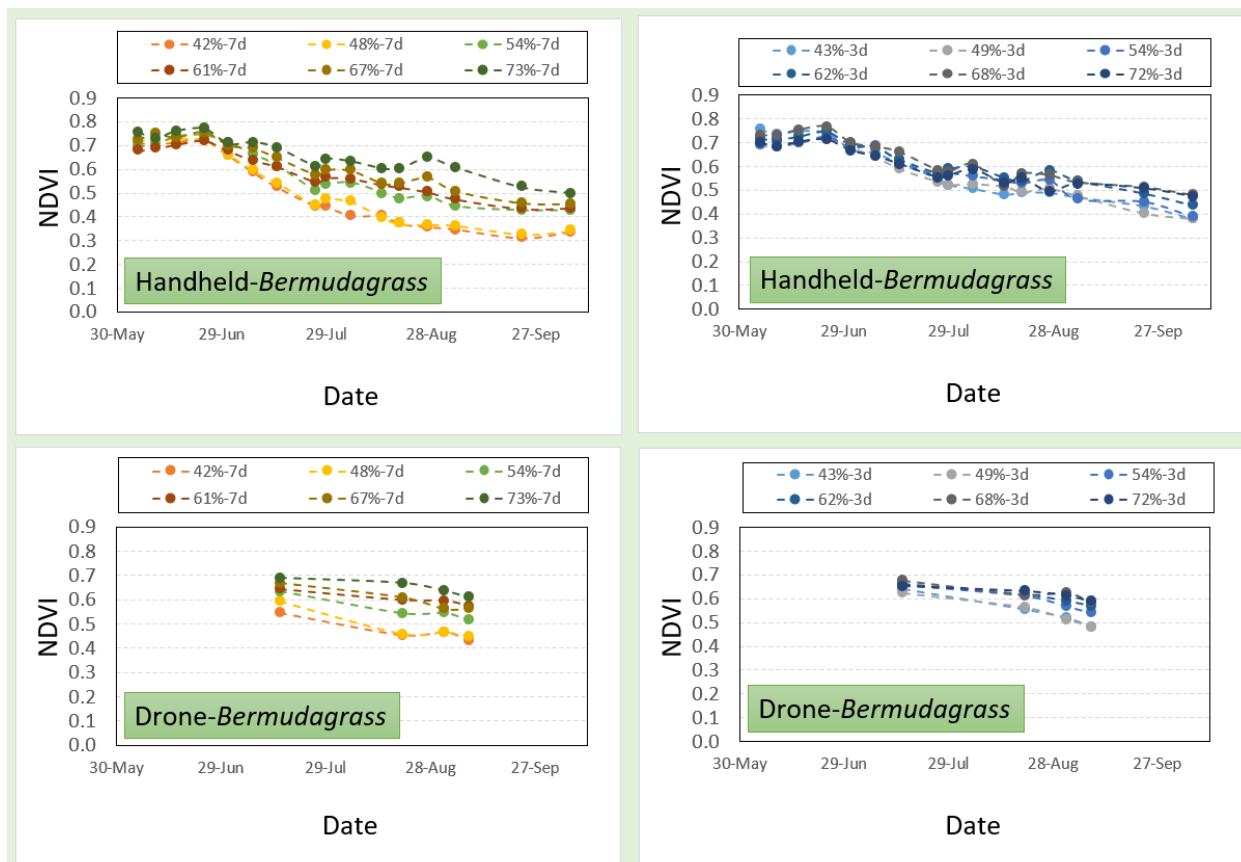 42%-7d 48%-7d 54%-7d
61%-7d 67%-7d 73%-7d
0.9
0.8
0.7
0.6
0.5
0.4
0.3
0.2
0.1
0.0
NDVI
Handheld-Bermudagrass
30-May 29-Jun 29-Jul 28-Aug 27-Sep
Date
43%-3d 49%-3d 54%-3d
62%-3d 68%-3d 72%-3d
0.9
0.8
0.7
0.6
0.5
0.4
0.3
0.2
0.1
0.0
NDVI
Handheld-Bermudagrass
30-May 29-Jun 29-Jul 28-Aug 27-Sep
Date
42%-7d 48%-7d 54%-7d
61%-7d 67%-7d 73%-7d
0.9
0.8
0.7
0.6
0.5
0.4
0.3
0.2
0.1
0.0
NDVI
Drone-Bermudagrass
30-May 29-Jun 29-Jul 28-Aug 27-Sep
Date
43%-3d 49%-3d 54%-3d
62%-3d 68%-3d 72%-3d
0.9
0.8
0.7
0.6
0.5
0.4
0.3
0.2
0.1
0.0
NDVI
Drone-Bermudagrass
30-May 29-Jun 29-Jul 28-Aug 27-Sep
Date